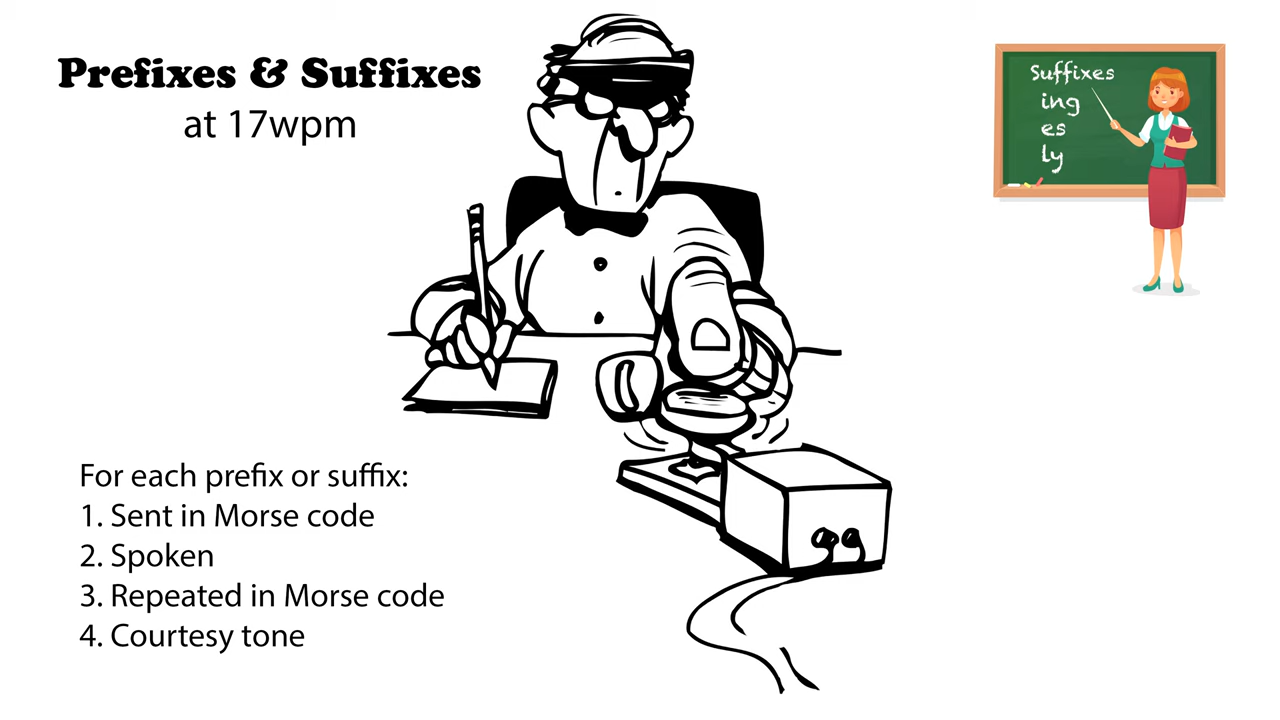 Prefixes & Suffixes
at 17wpm
Suffixes
ing
es
ly
For each prefix or suffix:
1. Sent in Morse code
2. Spoken
3. Repeated in Morse code
4. Courtesy tone